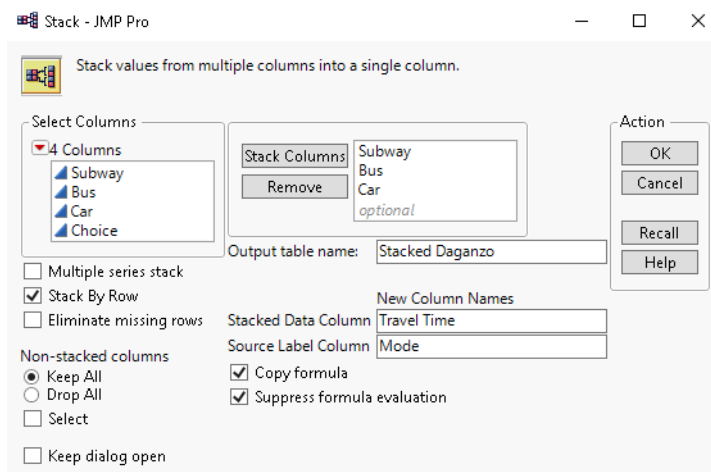 Stack - JMP Pro
Stack values from multiple columns into a single column.
Select Columns
4 Columns
Subway
Bus
Car
Choice
Stack Columns
Remove
Subway
Bus
Car
optional
Action
OK
Cancel
Recall
Help
Output table name: Stacked Daganzo
Multiple series stack
Stack By Row
Eliminate missing rows
New Column Names
Stacked Data Column Travel Time
Source Label Column Mode
Non-stacked columns
Keep All
Drop All
Select
Copy formula
Suppress formula evaluation
Keep dialog open